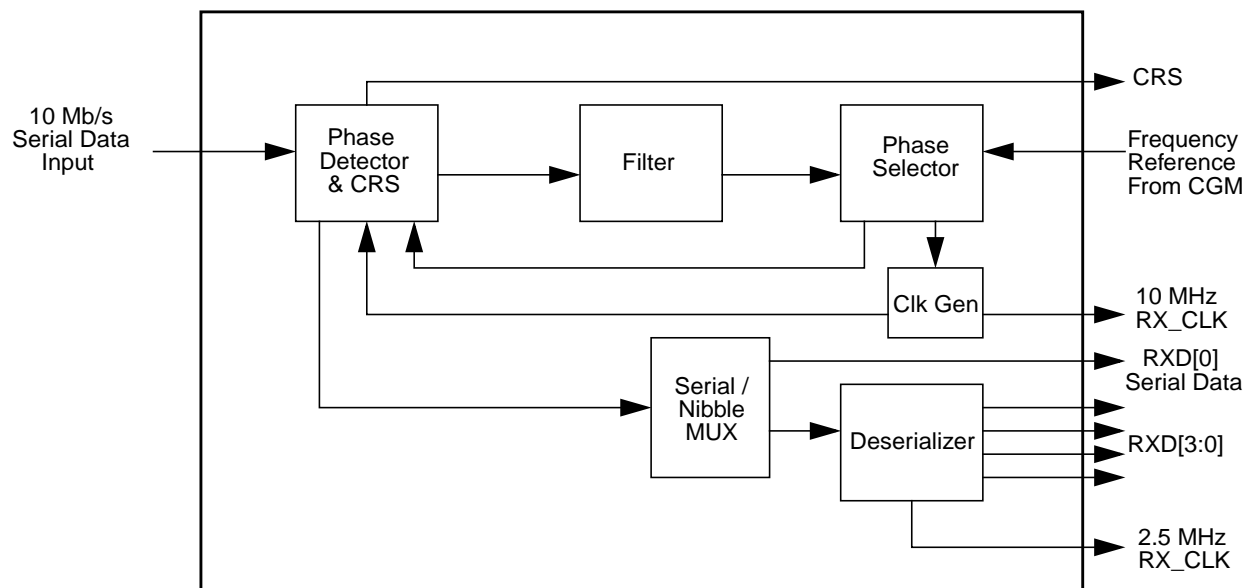 CRS
10 Mb/s
Serial Data
Input
Phase
Detector
& CRS
Filter
Phase
Selector
Frequency
Reference
From CGM
Clk Gen
10 MHz
RX_CLK
RXD[0]
Serial Data
Serial /
Nibble
MUX
Deserializer
RXD[3:0]
2.5 MHz
RX_CLK